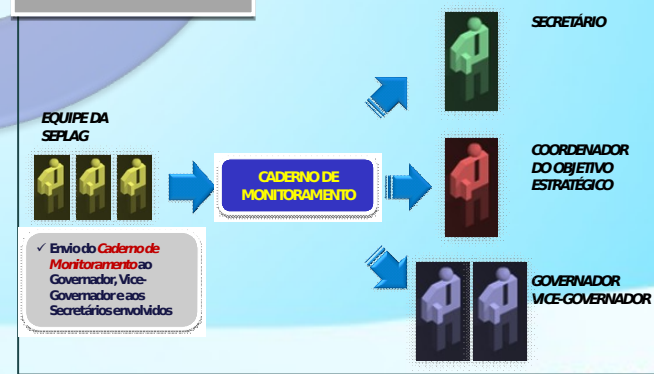 SECRETÁRIO
EQUIPE DA
SEPLAG
CADERNO DE
MONITORAMENTO
COORDENADOR
DO OBJETIVO
ESTRATÉGICO
✓ Envio do Caderno de
Monitoramento ao
Governador, Vice-
Governador e aos
Secretários envolvidos
GOVERNADOR
VICE-GOVERNADOR